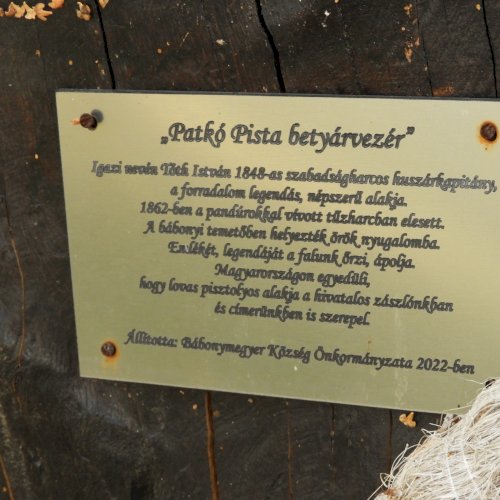 „Patkó Pista betyárvezér”
Igazi nevén Tóth István 1848-as szabadságharcos huszárkapitány,
a forradalom legendás, népszerű alakja.
1862-ben a pandúrokkal vívott tűzharcban elesett.
A bábonyi temetőben helyezték örök nyugalomba.
Emlékét, legendáját a falunk őrzi, ápolja.
Magyarországon egyedüli,
hogy lovas pisztolyos alakja a hivatalos zászlónkban
és címerünkben is szerepel.
Állította: Bábonymegyer Község Önkormányzata 2022-ben